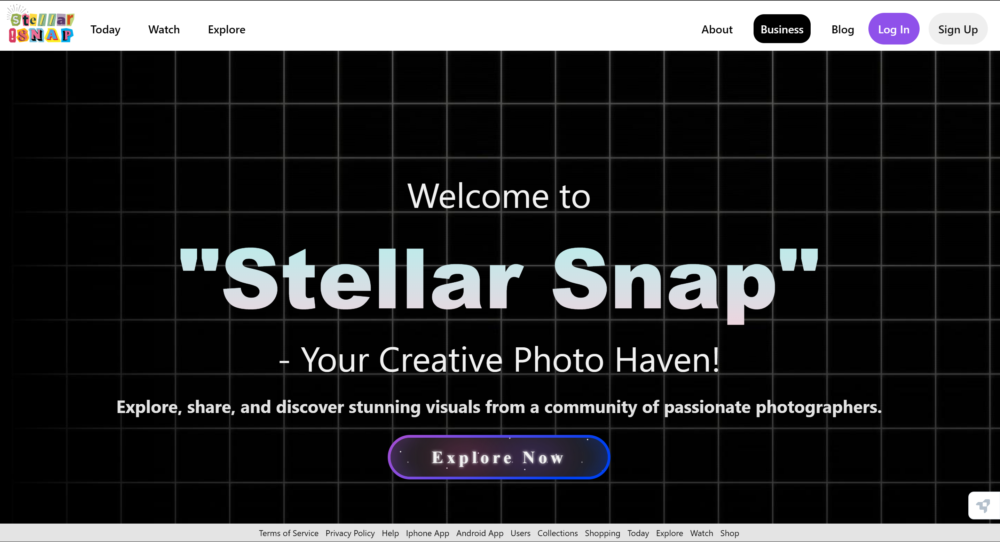 Stellar
!SNAP
Today Watch Explore About Business Blog Log In Sign Up
Welcome to
"Stellar Snap"
- Your Creative Photo Haven!
Explore, share, and discover stunning visuals from a community of passionate photographers.
Explore Now
Terms of Service Privacy Policy Help Iphone App Android App Users Collections Shopping Today Explore Watch Shop